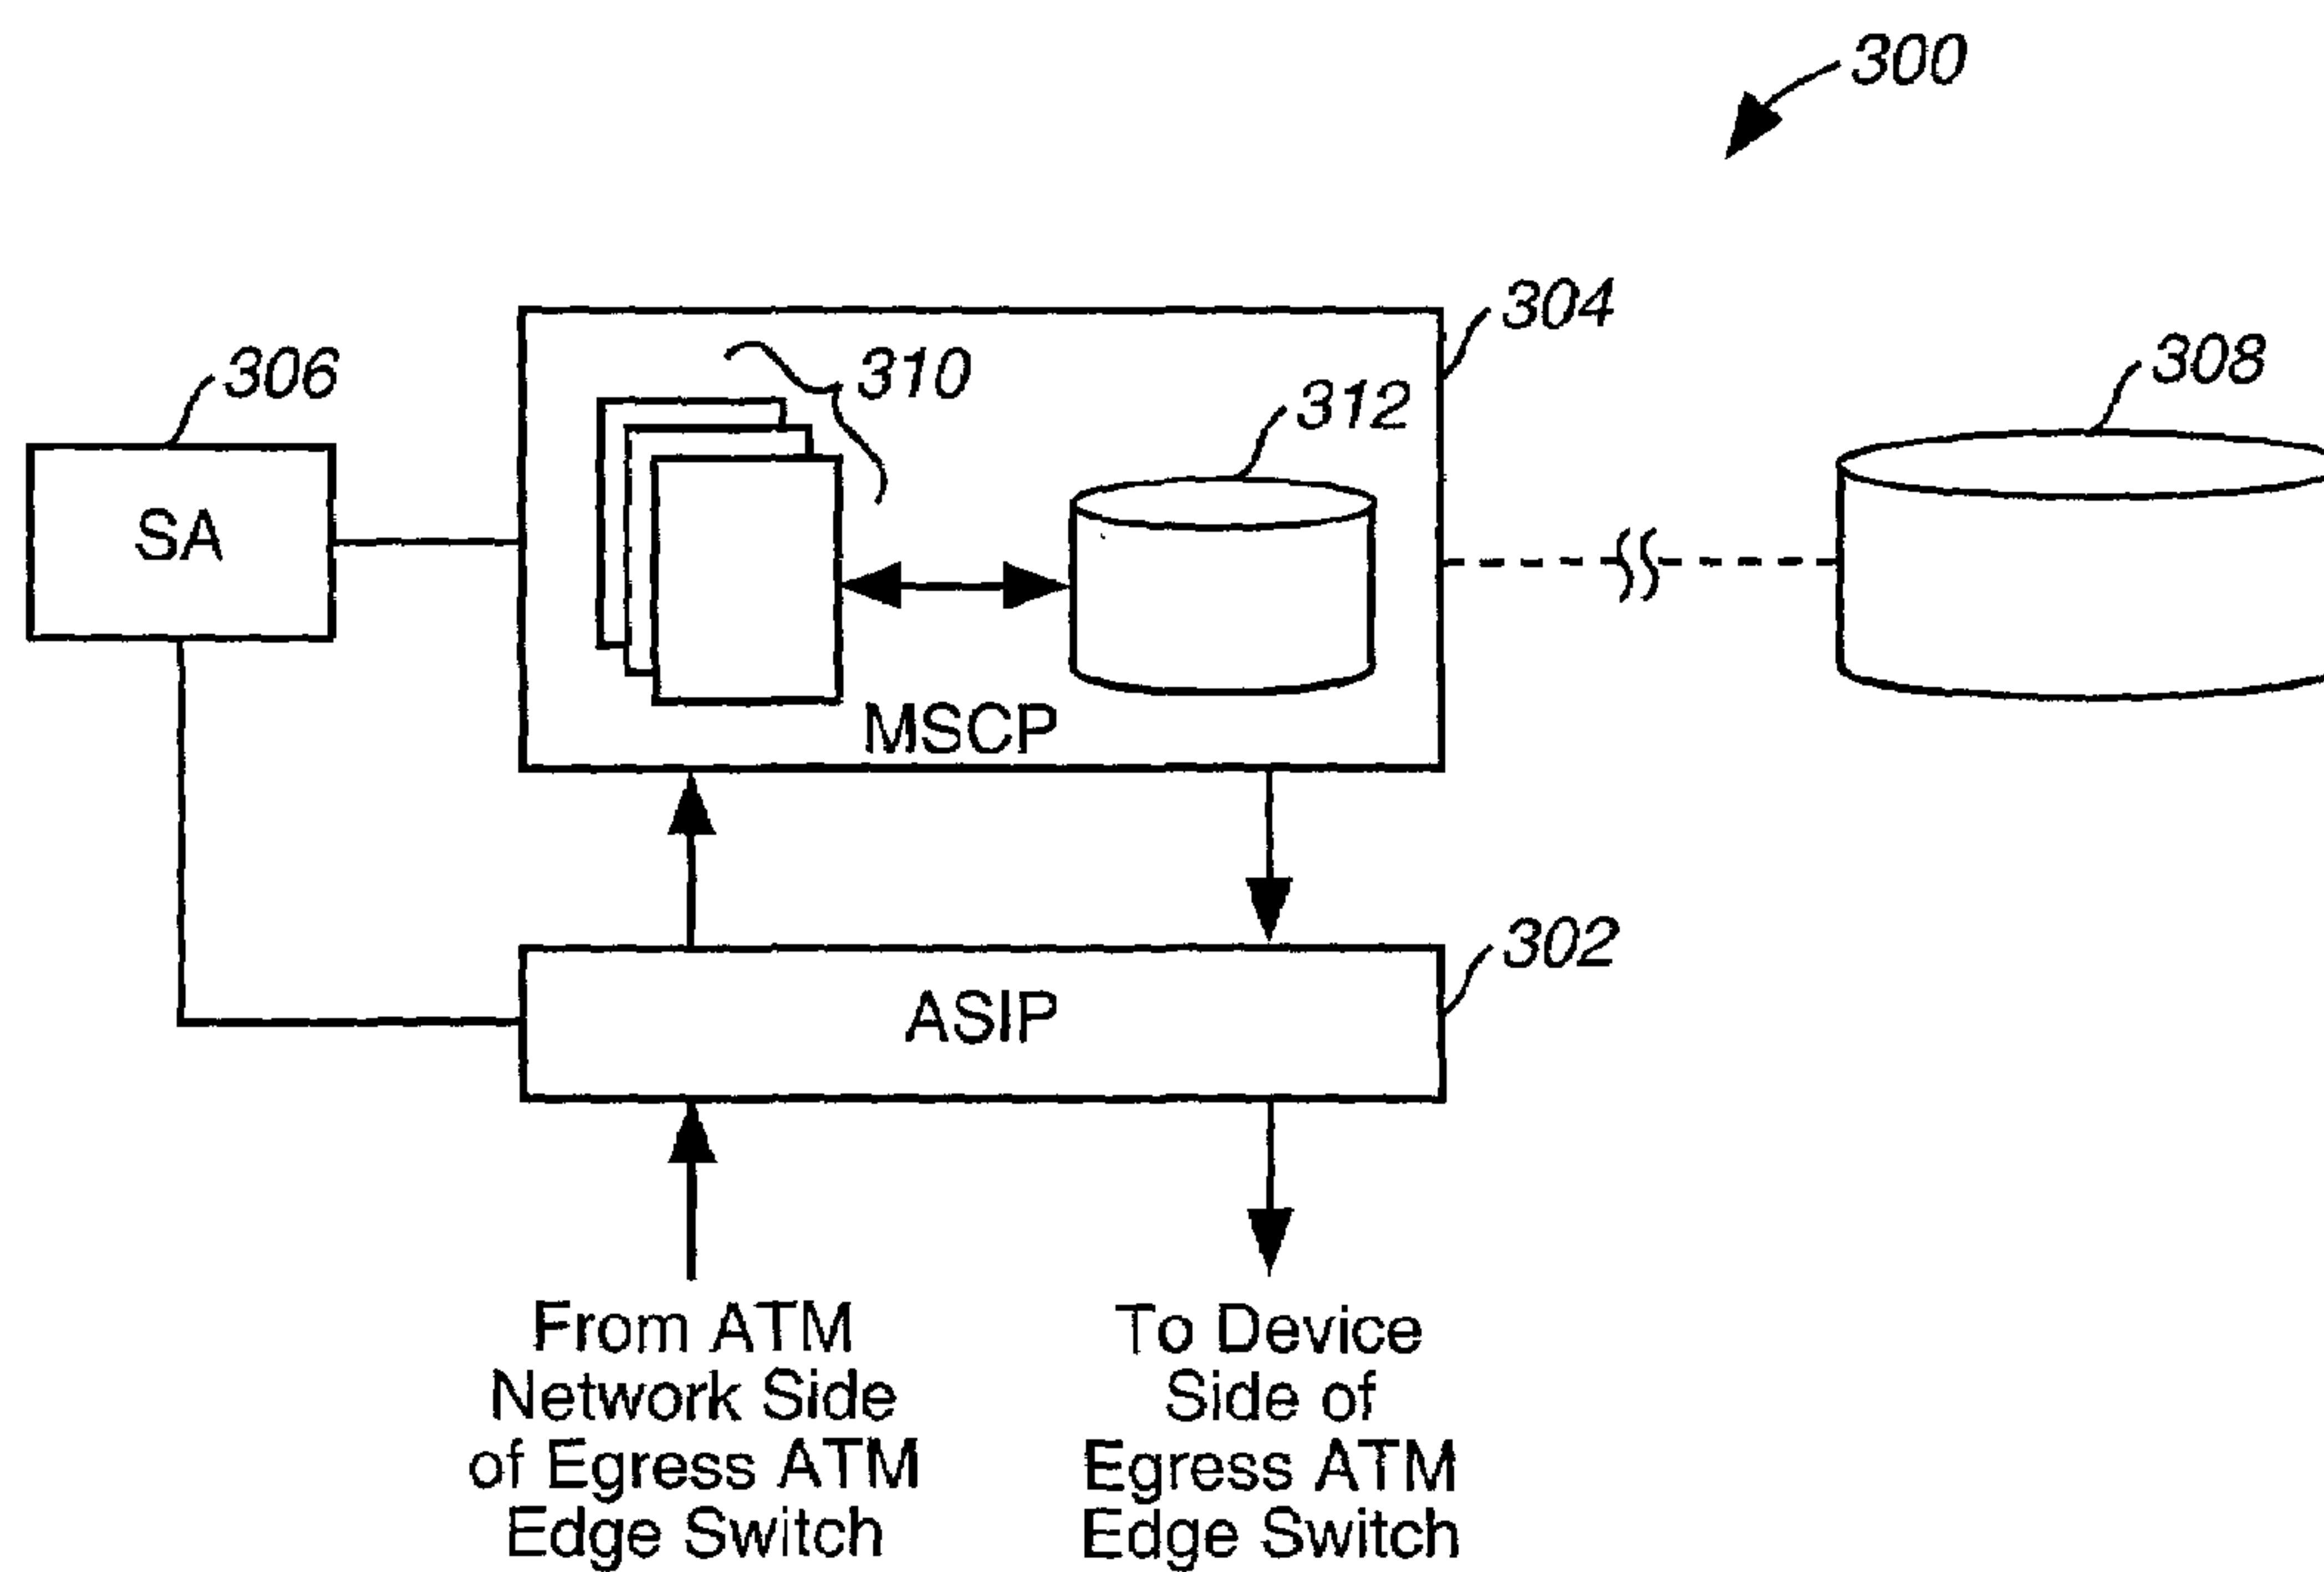 300
304
306
310
308
312
SA
MSCP
302
ASIP
From ATM
Network Side
of Egress ATM
Edge Switch
To Device
Side of
Egress ATM
Edge Switch